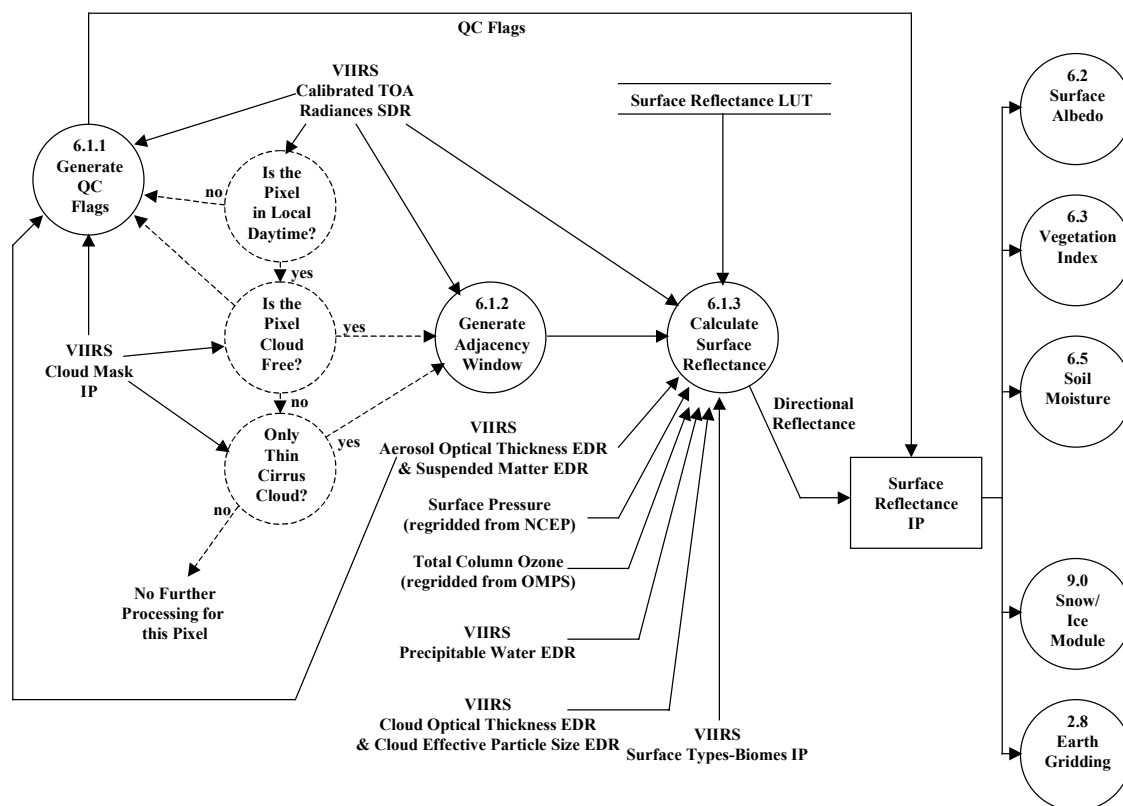 QC Flags
VIIRS
Calibrated TOA
Radiances SDR
Surface Reflectance LUT
6.1.1
Generate
QC
Flags
Is the
Pixel
in Local
Daytime?
no
yes
Is the
Pixel
Cloud
Free?
yes
no
VIIRS
Cloud Mask
IP
Only
Thin
Cirrus
Cloud?
yes
no
No Further
Processing for
this Pixel
6.1.2
Generate
Adjacency
Window
6.1.3
Calculate
Surface
Reflectance
VIIRS
Aerosol Optical Thickness EDR
& Suspended Matter EDR
Surface Pressure
(regridded from NCEP)
Total Column Ozone
(regridded from OMPS)
VIIRS
Precipitable Water EDR
VIIRS
Cloud Optical Thickness EDR
& Cloud Effective Particle Size EDR
VIIRS
Surface Types-Biomes IP
Directional
Reflectance
Surface
Reflectance
IP
6.2
Surface
Albedo
6.3
Vegetation
Index
6.5
Soil
Moisture
9.0
Snow/
Ice
Module
2.8
Earth
Gridding